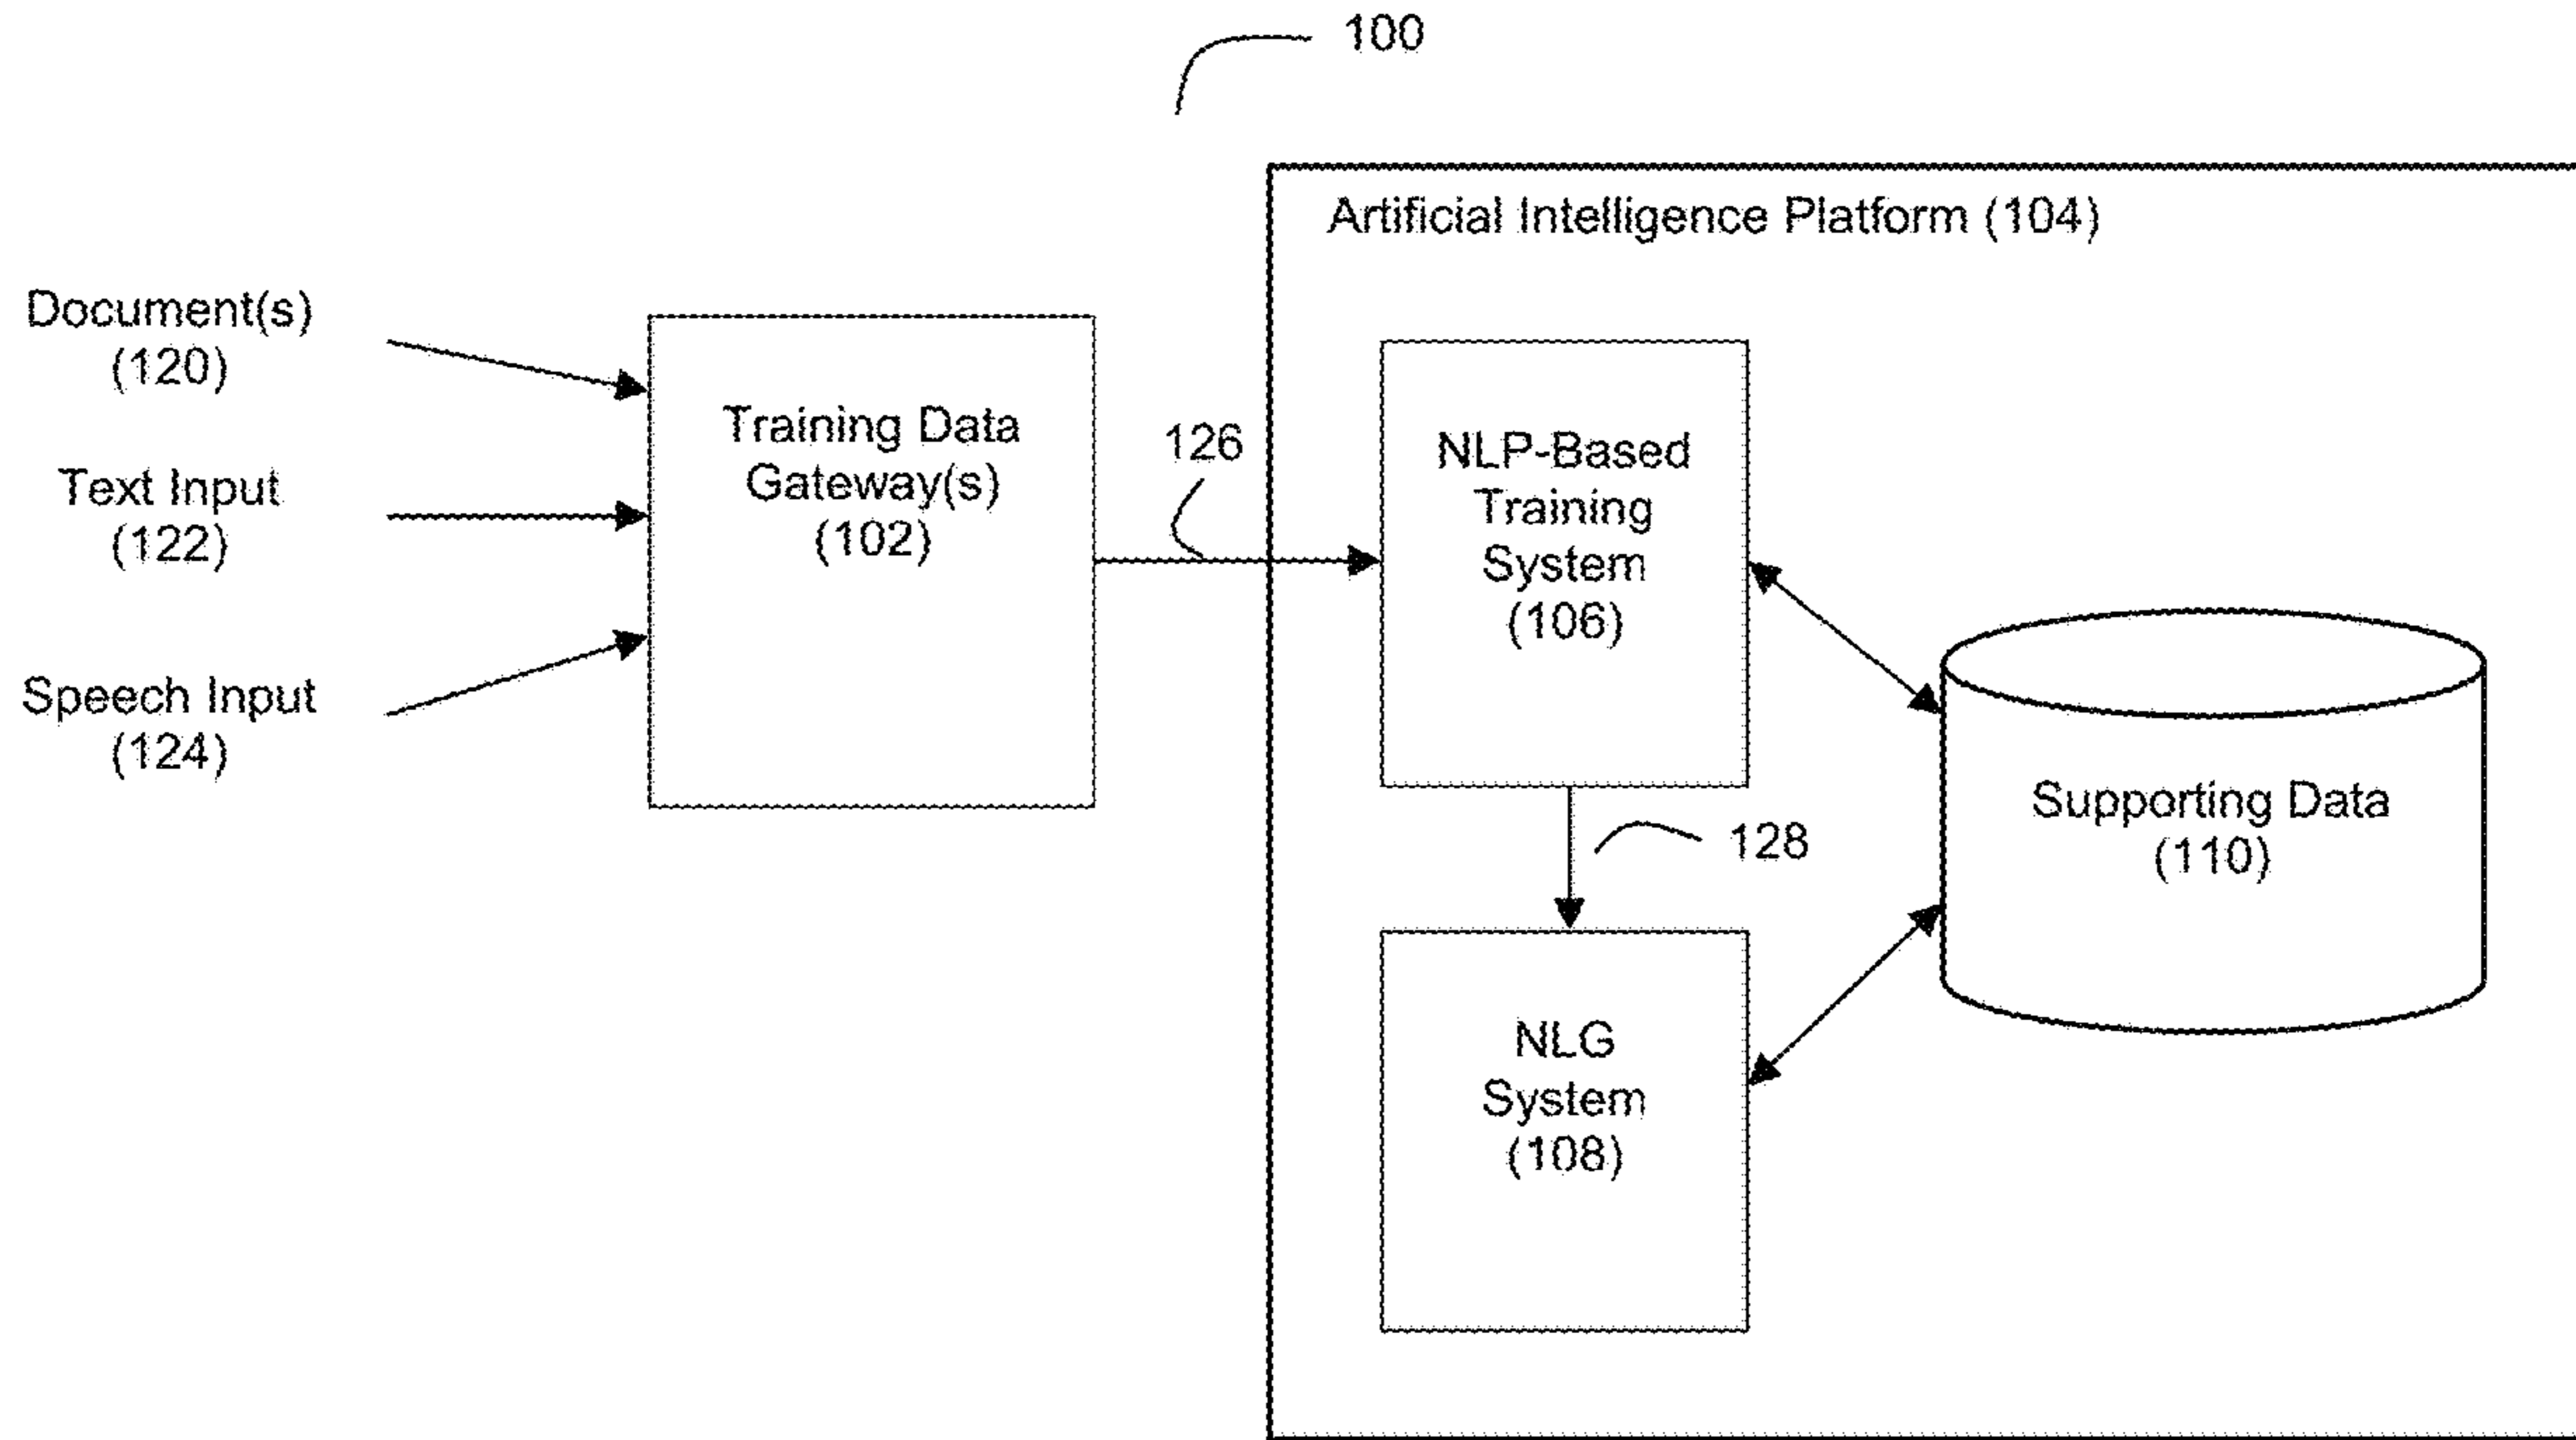 100
Artificial Intelligence Platform (104)
Document(s)
(120)
Text Input
(122)
Speech Input
(124)
Training Data
Gateway(s)
(102)
126
NLP-Based
Training
System
(106)
128
Supporting Data
(110)
NLG
System
(108)